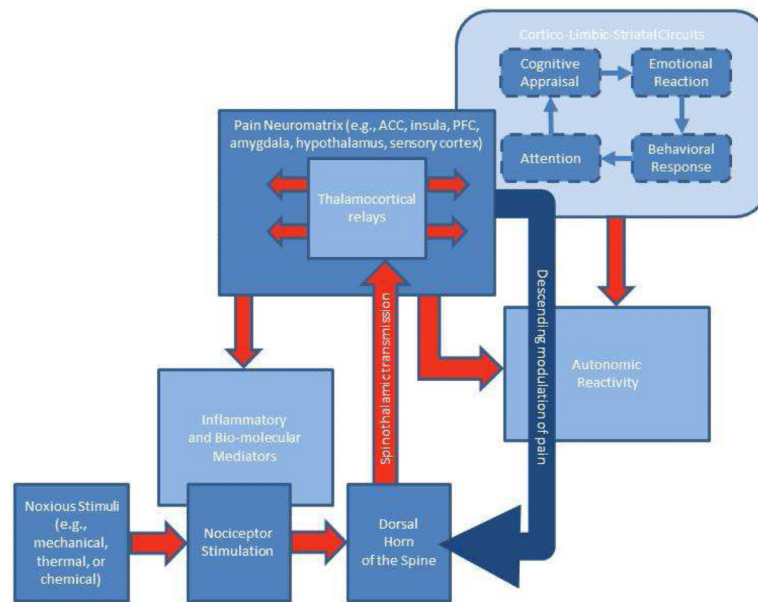 Cortico-Limbic-Striatal Circuits
Cognitive
Appraisal
Emotional
Reaction
Attention
Behavioral
Response
Pain Neuromatrix (e.g., ACC, insula, PFC,
amygdala, hypothalamus, sensory cortex)
Thalamocortical
relays
Spinothalamic transmission
Descending modulation of pain
Autonomic
Reactivity
Inflammatory
and Bio-molecular
Mediators
Noxious Stimuli
(e.g.,
mechanical,
thermal, or
chemical)
Nociceptor
Stimulation
Dorsal
Horn
of the Spine